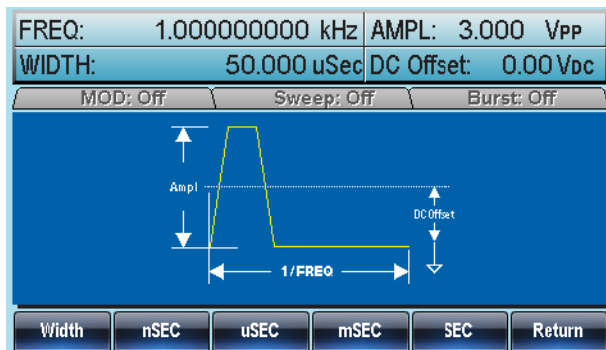 FREQ: 1.000000000 kHz AMPL: 3.000 VPP
WIDTH: 50.000 uSec DC Offset: 0.00 VDC
MOD: Off Sweep: Off Burst: Off
Ampl
DC Offset
1/FREQ
Width nSEC uSEC mSEC SEC Return